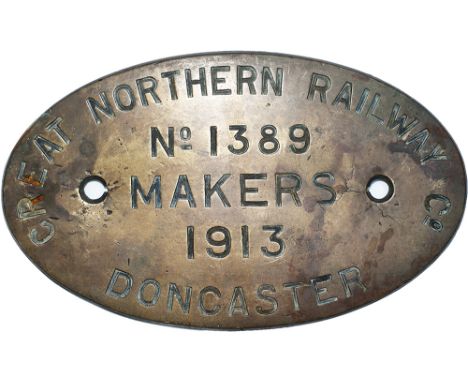 GREAT NORTHERN RAILWAY Cº
Nº 1389
MAKERS
1913
DONCASTER